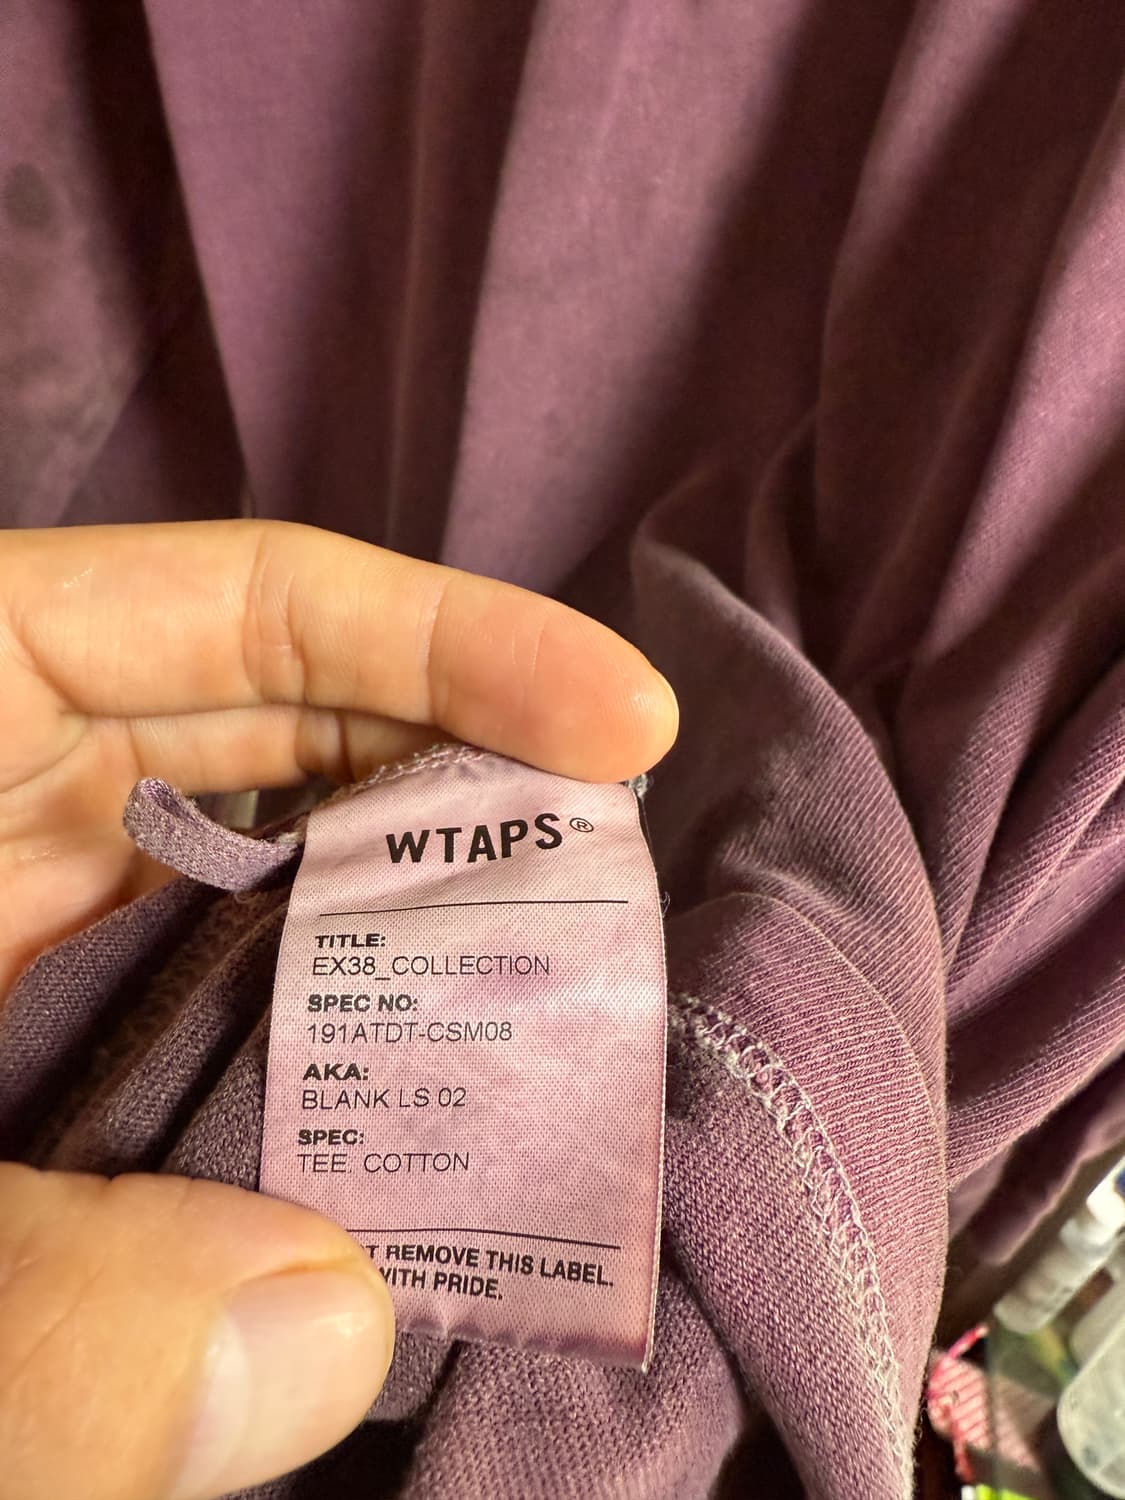 WTAPS®
TITLE:
EX38_COLLECTION
SPEC NO:
191ATDT-CSM08
AKA:
BLANK LS 02
SPEC:
TEE. COTTON
REMOVE THIS LABEL.
WITH PRIDE.